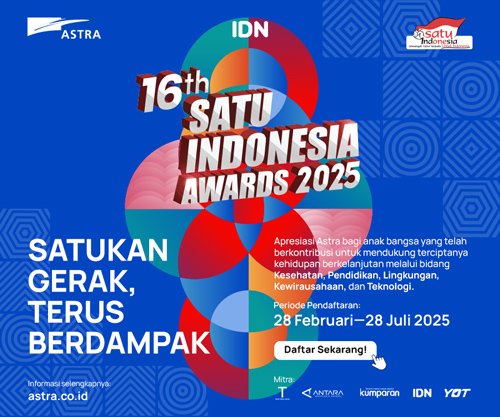 ASTRA
IDN
satu
Indonesia
16th
SATU
INDONESIA
AWARDS 2025
SATUKAN
GERAK,
TERUS
BERDAMPAK
Apresiasi Astra bagi anak bangsa yang telah
berkontribusi untuk mendukung terciptanya
kehidupan berkelanjutan melalui bidang
Kesehatan, Pendidikan, Lingkungan,
Kewirausahaan, dan Teknologi.
Periode Pendaftaran:
28 Februari—28 Juli 2025
Daftar Sekarang!
Informasi selengkapnya:
astra.co.id
Mitra:
T
ANTARA
kumparan
IDN
YOT